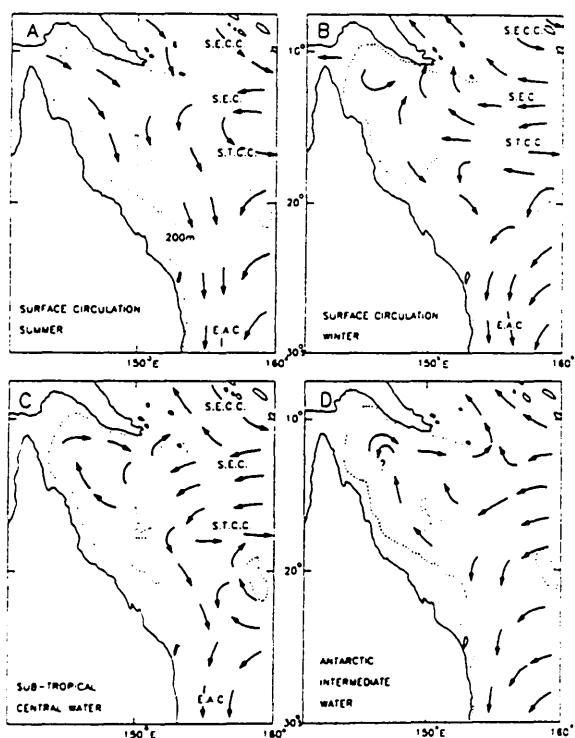 A
S.E.C.C.
S.E.C.
S.T.C.C.
200m
SURFACE CIRCULATION
SUMMER
E.A.C
150°E
160°
B
10°
S.E.C.C.
S.E.C
S.T.C.C
20°
SURFACE CIRCULATION
WINTER
E.A.C
30°S
150°E
160°
C
S.E.C.C.
S.E.C.
S.T.C.C
SUB-TROPICAL
CENTRAL WATER
E.A.C
150°E
160°
D
10°
?
20°
ANTARCTIC
INTERMEDIATE
WATER
30°S
150°E
160°